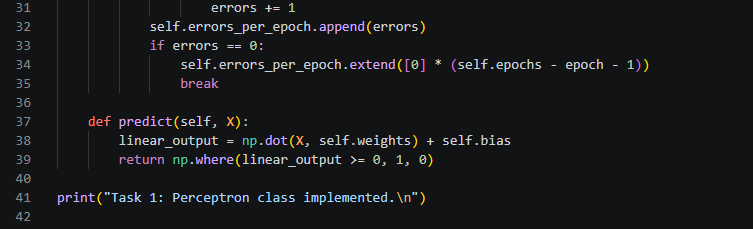 31 errors += 1
32 self.errors_per_epoch.append(errors)
33 if errors == 0:
34 self.errors_per_epoch.extend([0] * (self.epochs - epoch - 1))
35 break
36
37 def predict(self, X):
38 linear_output = np.dot(X, self.weights) + self.bias
39 return np.where(linear_output >= 0, 1, 0)
40
41 print("Task 1: Perceptron class implemented.\n")
42